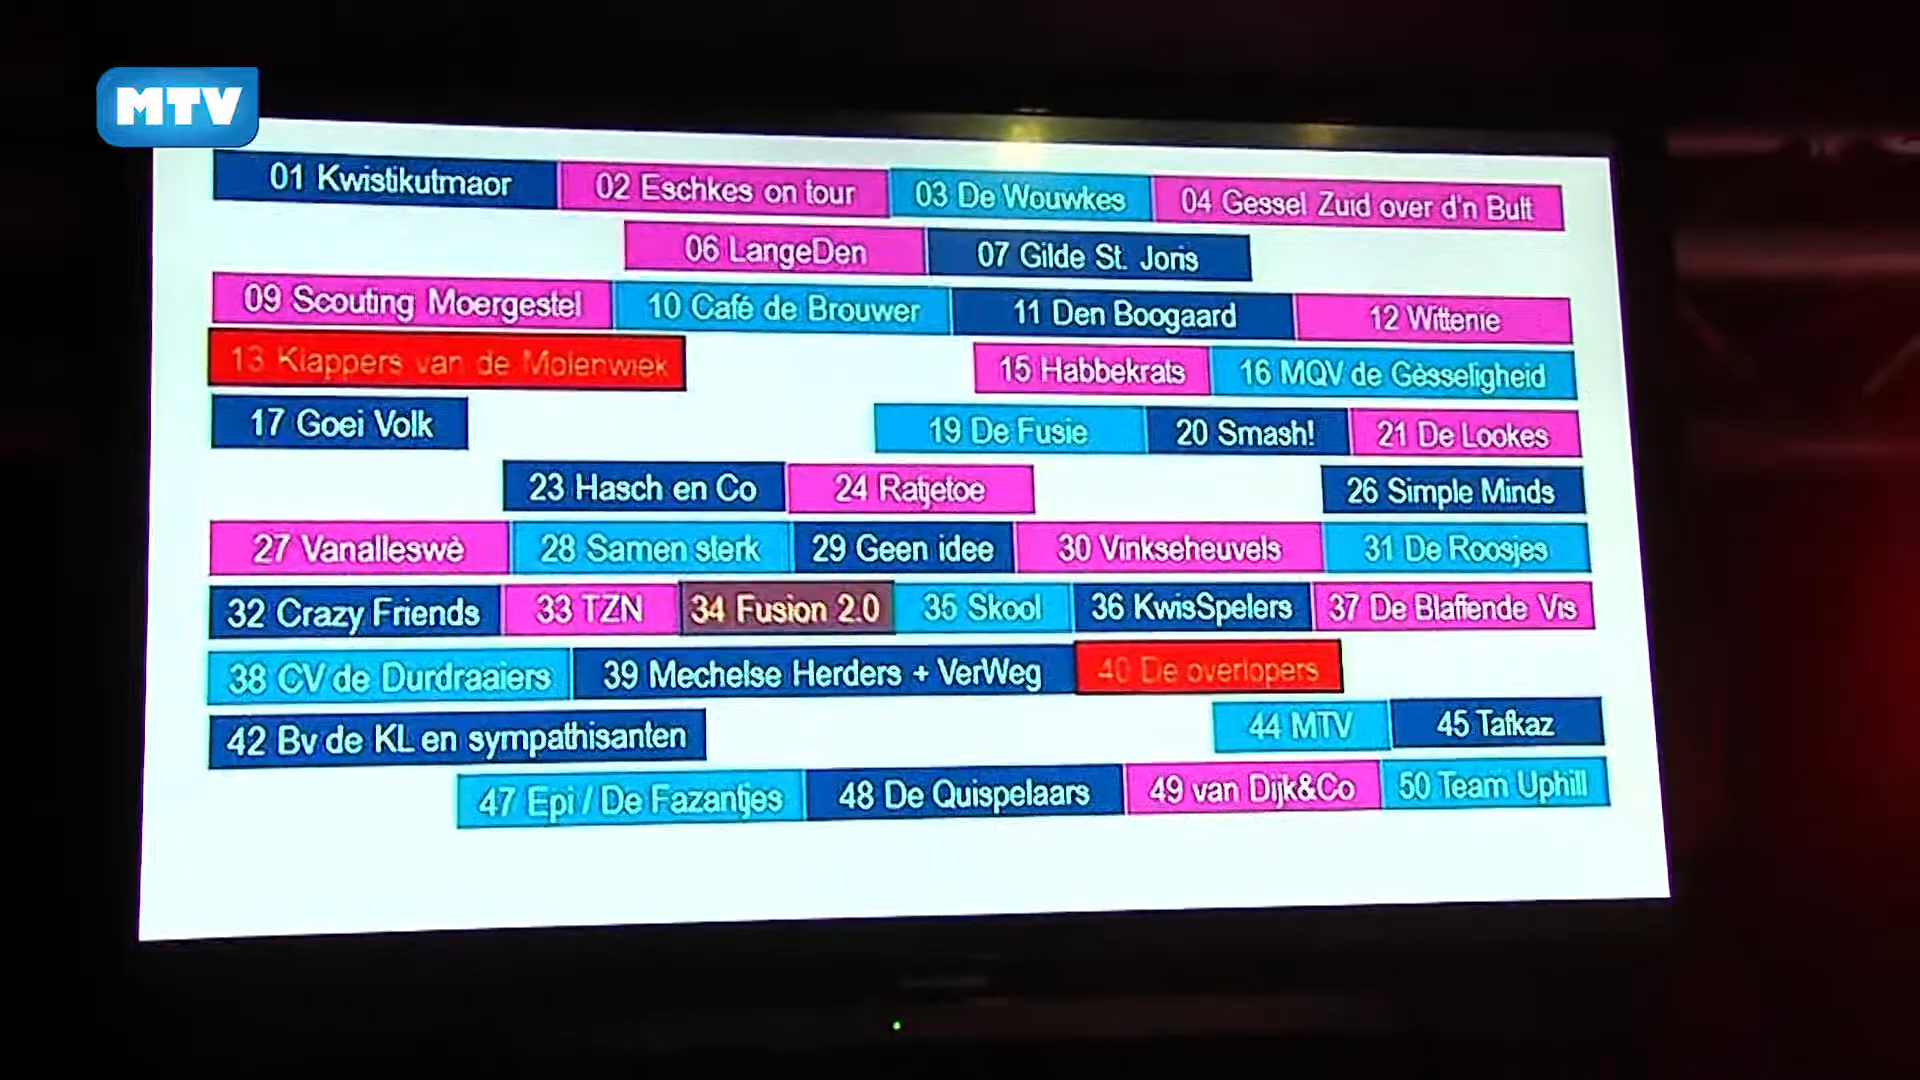 MTV
01 Kwistikutmaor 02 Eschkes on tour 03 De Wouwkes 04 Gessel Zuid over d'n Bult
06 LangeDen 07 Gilde St. Joris
09 Scouting Moergestel 10 Café de Brouwer 11 Den Boogaard 12 Wittenie
13 Klappers van de Molenwiek 15 Habbekrats 16 MQV de Gèsseligheid
17 Goei Volk 19 De Fusie 20 Smash! 21 De Lookes
23 Hasch en Co 24 Ratjetoe 26 Simple Minds
27 Vanalleswè 28 Samen sterk 29 Geen idee 30 Vinkseheuvels 31 De Roosjes
32 Crazy Friends 33 TZN 34 Fusion 2.0 35 Skool 36 KwisSpelers 37 De Blaffende Vis
38 CV de Durdraaiers 39 Mechelse Herders + VerWeg 40 De overlopers
42 Bv de KL en sympathisanten 44 MTV 45 Tafkaz
47 Epi / De Fazantjes 48 De Quispelaars 49 van Dijk&Co 50 Team Uphill